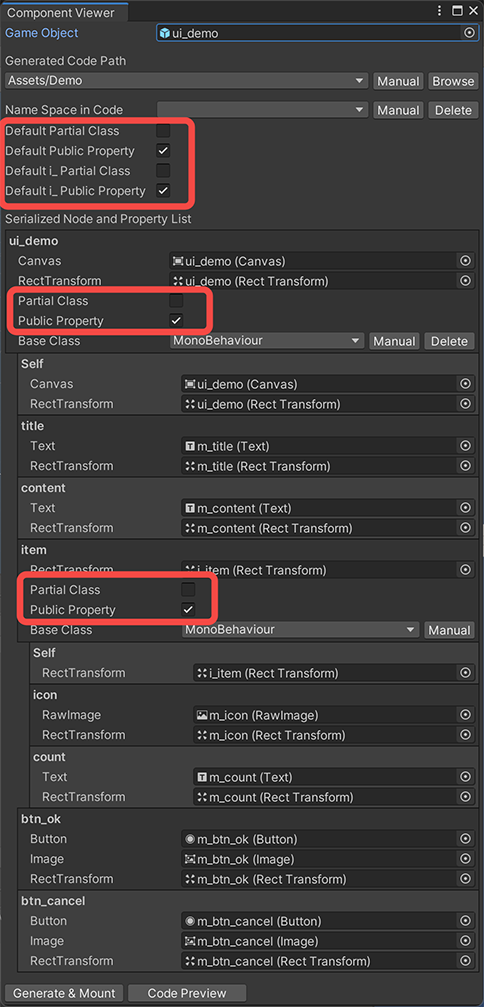 Component Viewer
Game Object ui_demo
Generated Code Path
Assets/Demo Manual Browse
Name Space in Code Manual Delete
Default Partial Class
Default Public Property
Default i_ Partial Class
Default i_ Public Property
Serialized Node and Property List
ui_demo
Canvas ui_demo (Canvas)
RectTransform ui_demo (Rect Transform)
Partial Class
Public Property
Base Class MonoBehaviour Manual Delete
Self
Canvas ui_demo (Canvas)
RectTransform ui_demo (Rect Transform)
title
Text m_title (Text)
RectTransform m_title (Rect Transform)
content
Text m_content (Text)
RectTransform m_content (Rect Transform)
item
RectTransform i_item (Rect Transform)
Partial Class
Public Property
Base Class MonoBehaviour Manual
Self
RectTransform i_item (Rect Transform)
icon
RawImage m_icon (RawImage)
RectTransform m_icon (Rect Transform)
count
Text m_count (Text)
RectTransform m_count (Rect Transform)
btn_ok
Button m_btn_ok (Button)
Image m_btn_ok (Image)
RectTransform m_btn_ok (Rect Transform)
btn_cancel
Button m_btn_cancel (Button)
Image m_btn_cancel (Image)
RectTransform m_btn_cancel (Rect Transform)
Generate & Mount Code Preview